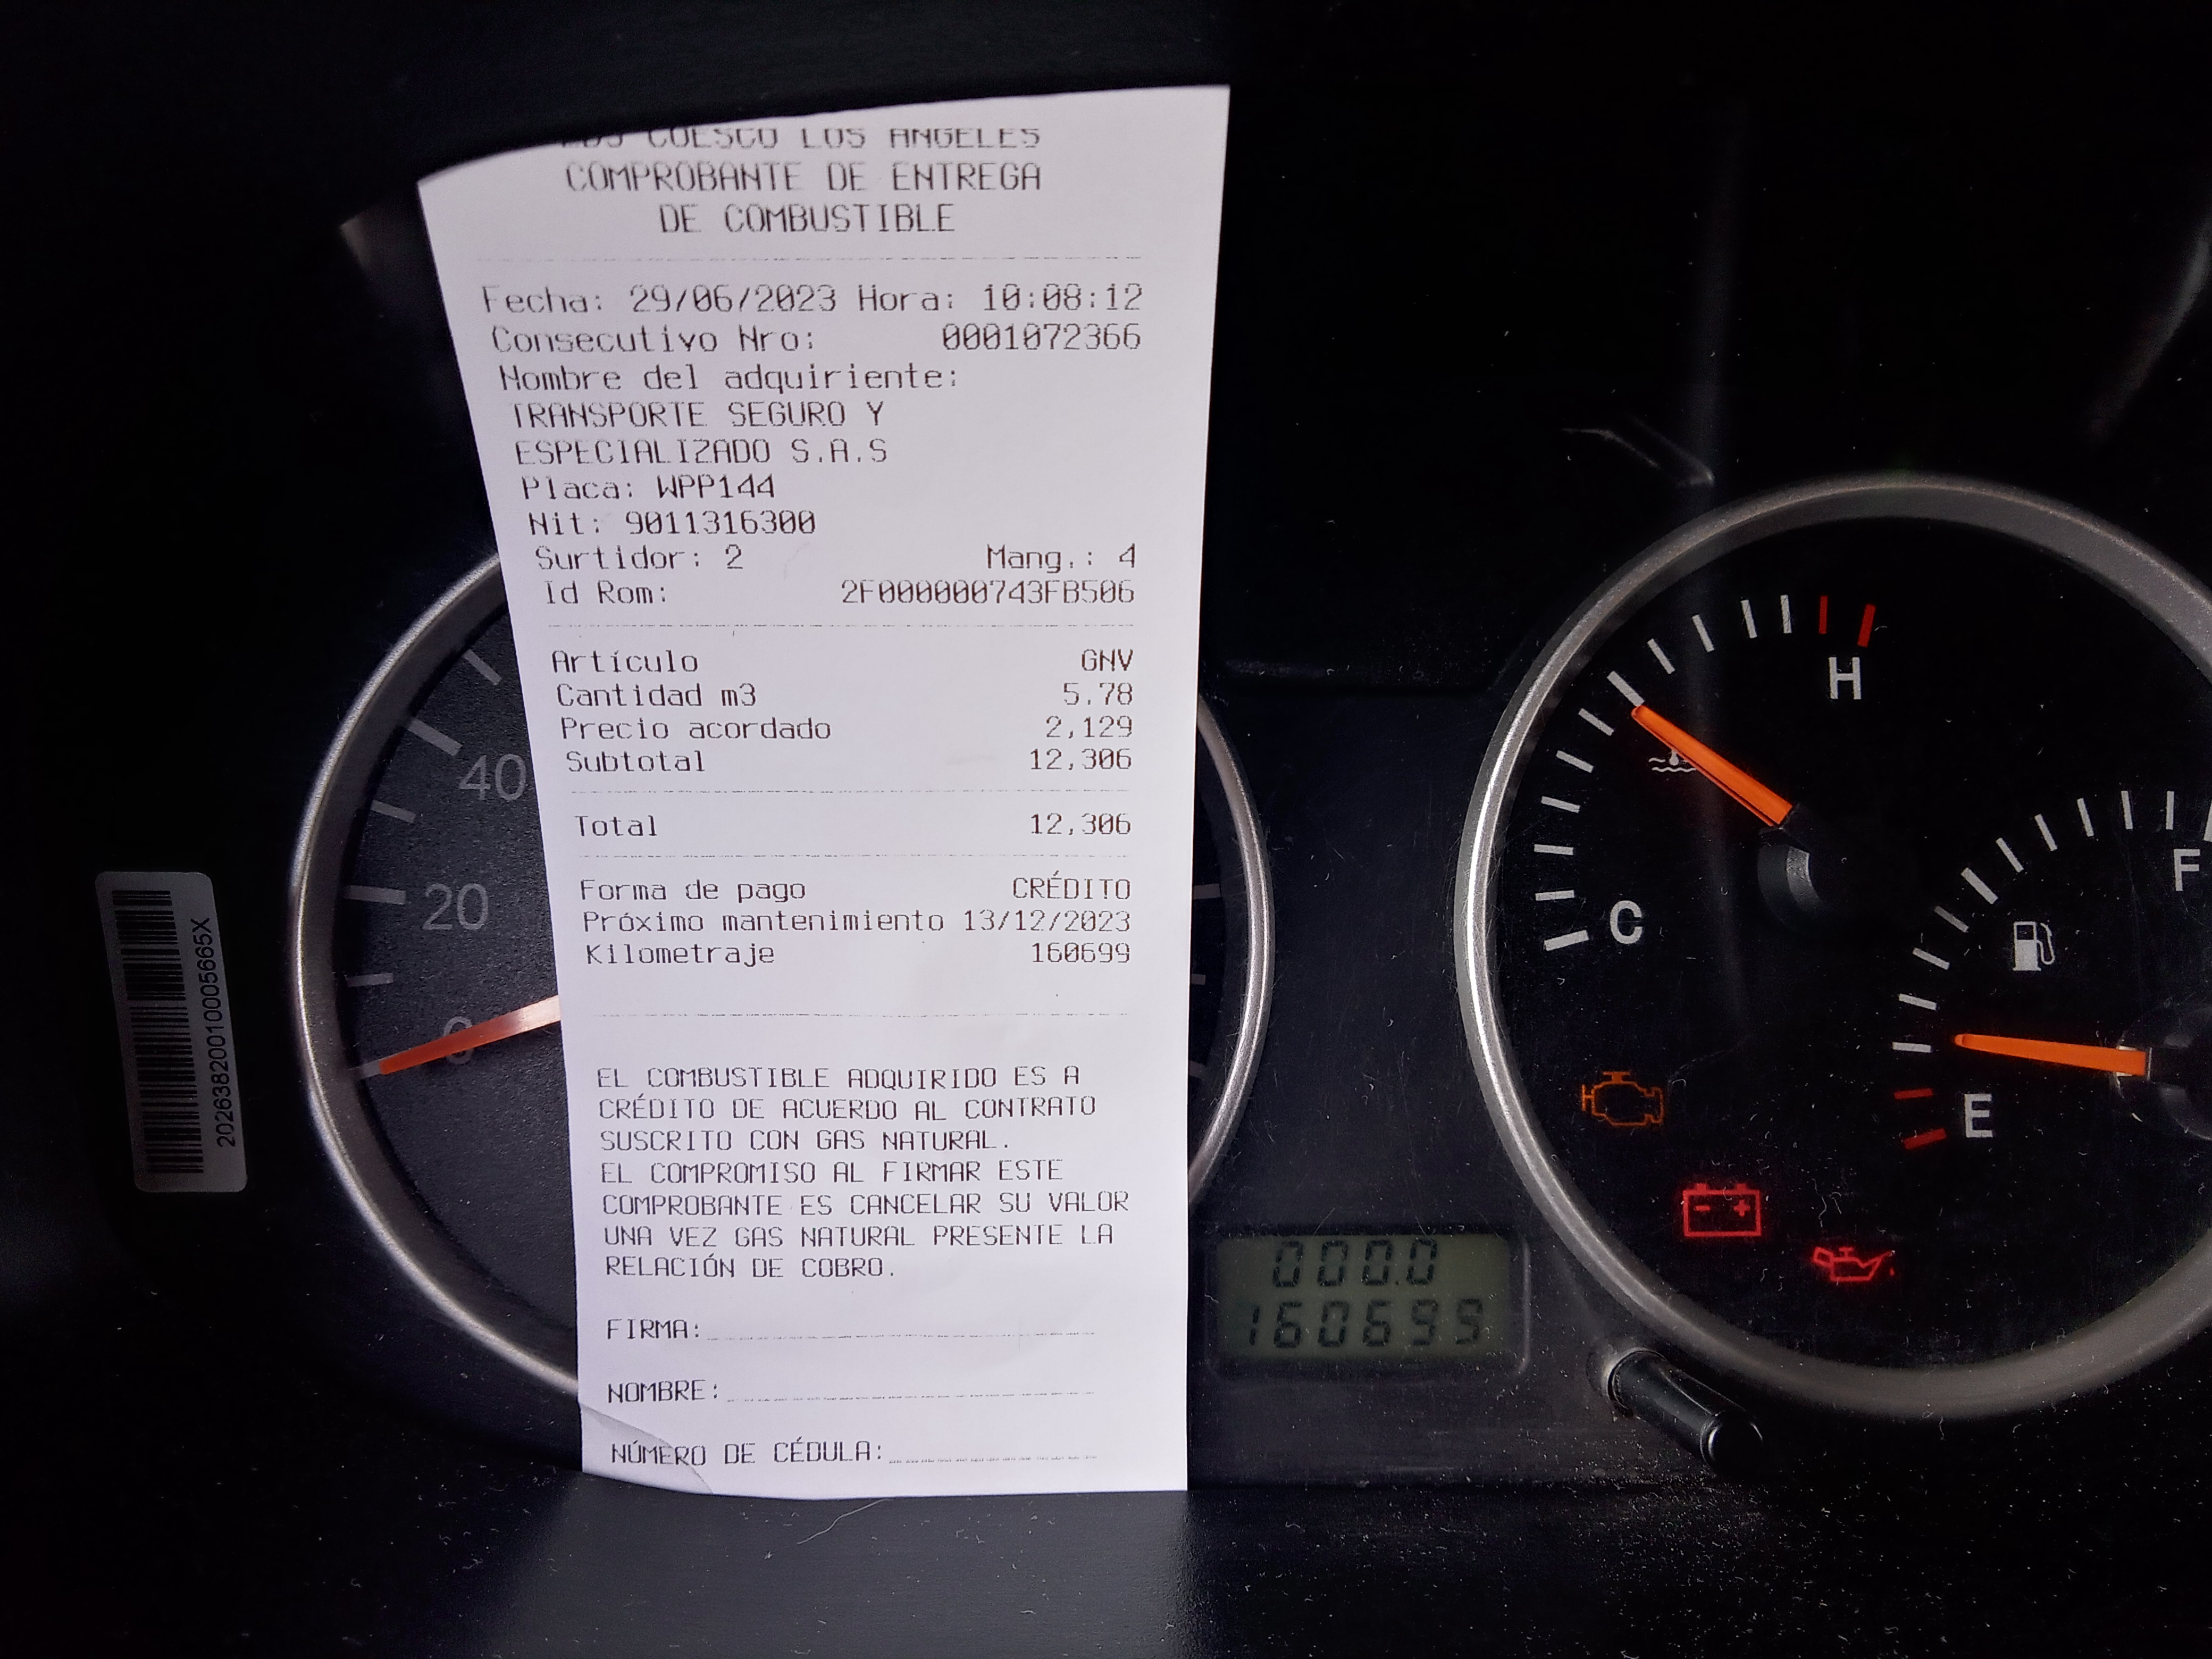 COESCO LOS ANGELES
COMPROBANTE DE ENTREGA
DE COMBUSTIBLE
Fecha: 29/06/2023 Hora: 10:08:12
Consecutivo Nro: 0001072366
Nombre del adquiriente:
TRANSPORTE SEGURO Y
ESPECIALIZADO S.A.S
Placa: WPP144
Nit: 9011316300
Surtidor: 2 Mang.: 4
Id Rom: 2F000000743FB506
Artículo GNV
Cantidad m3 5.78
Precio acordado 2,129
Subtotal 12,306
Total 12,306
Forma de pago CRÉDITO
Próximo mantenimiento 13/12/2023
Kilometraje 160699
EL COMBUSTIBLE ADQUIRIDO ES A
CRÉDITO DE ACUERDO AL CONTRATO
SUSCRITO CON GAS NATURAL.
EL COMPROMISO AL FIRMAR ESTE
COMPROBANTE ES CANCELAR SU VALOR
UNA VEZ GAS NATURAL PRESENTE LA
RELACIÓN DE COBRO.
FIRMA:
NOMBRE:
NÚMERO DE CÉDULA:
40
20
0
20263820010005665X
H
C
F
E
000.0
160699